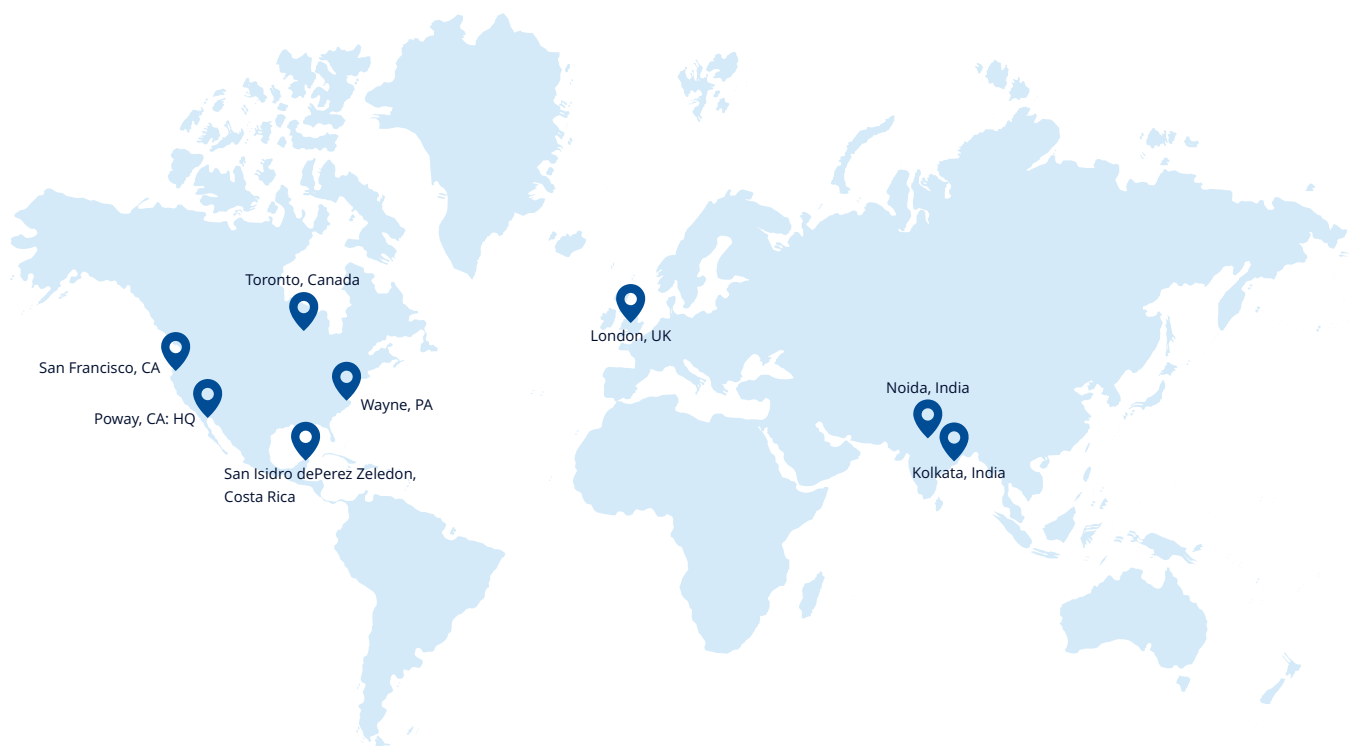 Toronto, Canada
London, UK
San Francisco, CA
Noida, India
Wayne, PA
Poway, CA: HQ
San Isidro dePerez Zeledon,
Costa Rica
Kolkata, India